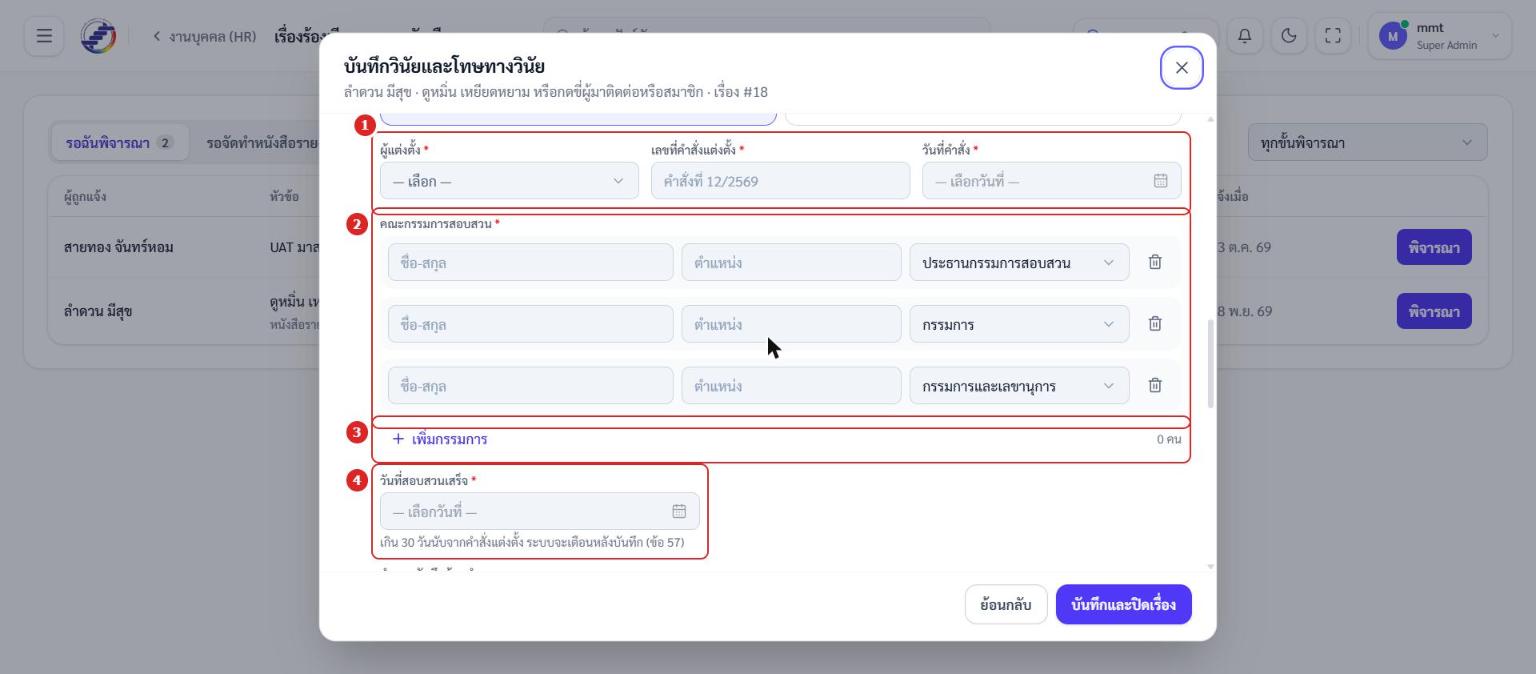 งานบุคคล (HR)
mmt
Super Admin
M
บันทึกวินัยและโทษทางวินัย
ลำดวน มีสุข · ดูหมิ่น เหยียดหยาม หรือกดขี่ผู้มาติดต่อหรือสมาชิก · เรื่อง #18
รอฉันพิจารณา 2
รอจัดทำหนังสือราย
ทุกขั้นพิจารณา
ผู้ถูกแจ้ง
หัวข้อ
จ้งเมื่อ
สายทอง จันทร์หอม
UAT มาส
3 ต.ค. 69
พิจารณา
ลำดวน มีสุข
ดูหมิ่น เห
หนังสือราย
8 พ.ย. 69
พิจารณา
1
ผู้แต่งตั้ง *
เลขที่คำสั่งแต่งตั้ง *
วันที่คำสั่ง *
— เลือก —
คำสั่งที่ 12/2569
— เลือกวันที่ —
2
คณะกรรมการสอบสวน *
ชื่อ-สกุล
ตำแหน่ง
ประธานกรรมการสอบสวน
ชื่อ-สกุล
ตำแหน่ง
กรรมการ
ชื่อ-สกุล
ตำแหน่ง
กรรมการและเลขานุการ
3
+ เพิ่มกรรมการ
0 คน
4
วันที่สอบสวนเสร็จ *
— เลือกวันที่ —
เกิน 30 วันนับจากคำสั่งแต่งตั้ง ระบบจะเตือนหลังบันทึก (ข้อ 57)
ย้อนกลับ
บันทึกและปิดเรื่อง